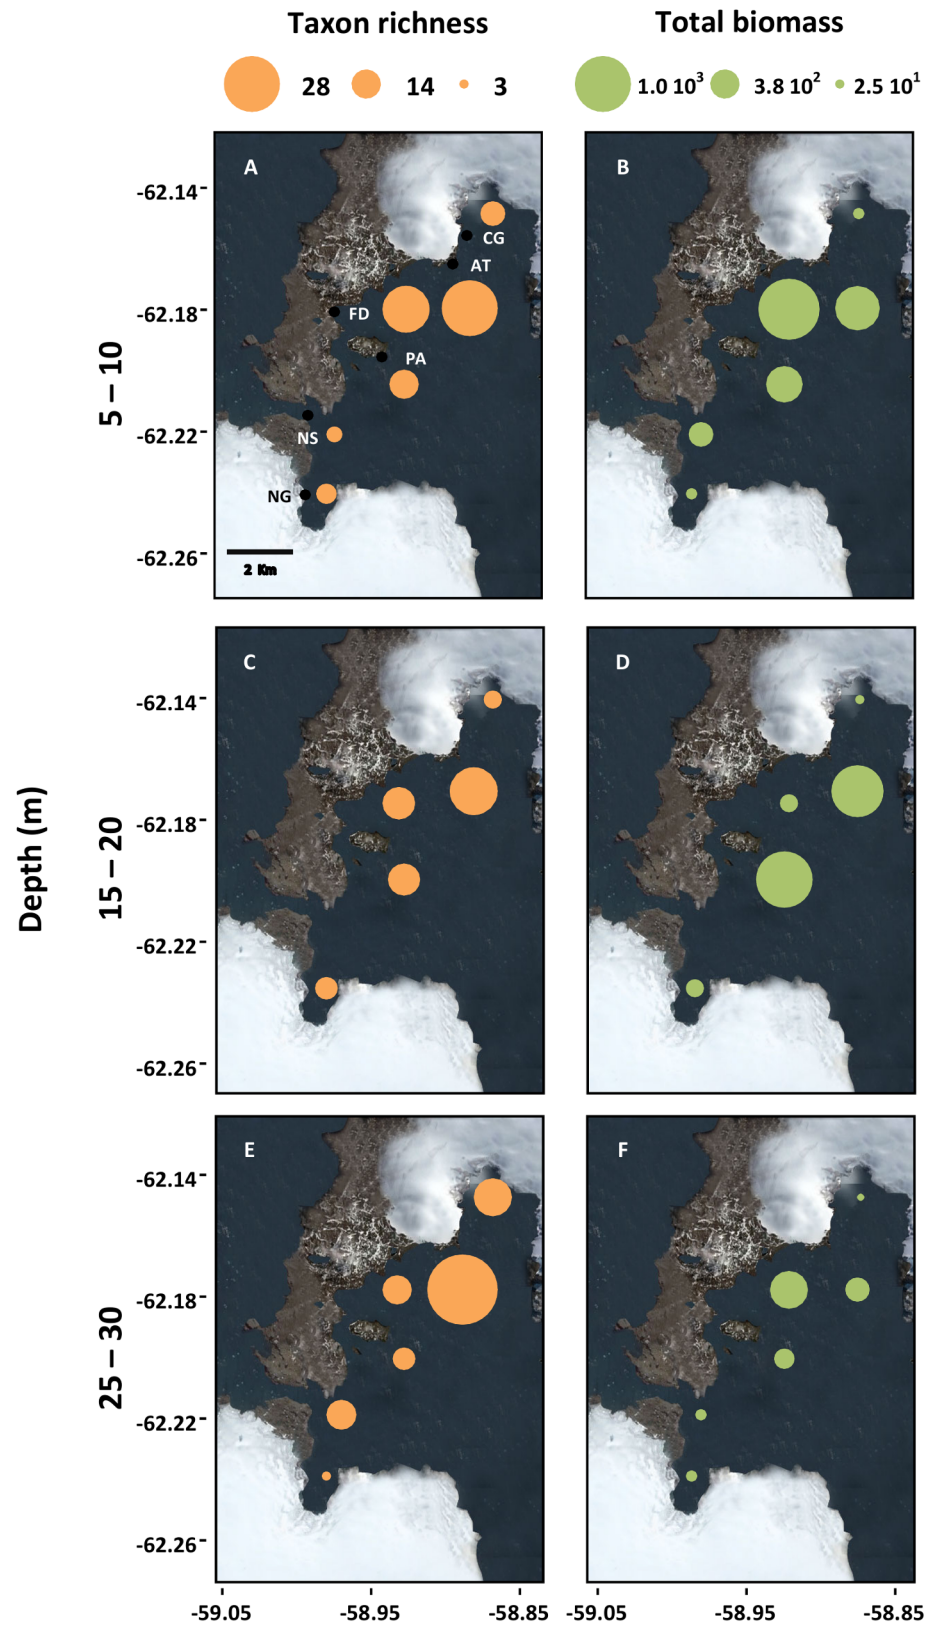 Taxon richness Total biomass
28 14 3 1.0 10³ 3.8 10² 2.5 10¹
A B
-62.14
CG
AT
-62.18
FD
PA
-62.22
NS
NG
-62.26
2 Km
5 – 10
C D
-62.14
-62.18
-62.22
-62.26
15 – 20
Depth (m)
E F
-62.14
-62.18
-62.22
-62.26
25 – 30
-59.05 -58.95 -58.85 -59.05 -58.95 -58.85